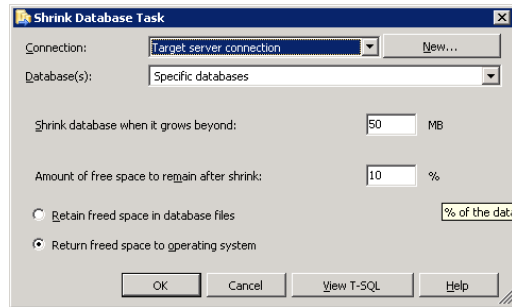 Shrink Database Task
Connection: Target server connection New...
Database(s): Specific databases
Shrink database when it grows beyond: 50 MB
Amount of free space to remain after shrink: 10 %
Retain freed space in database files
% of the data
Return freed space to operating system
OK Cancel View T-SQL Help